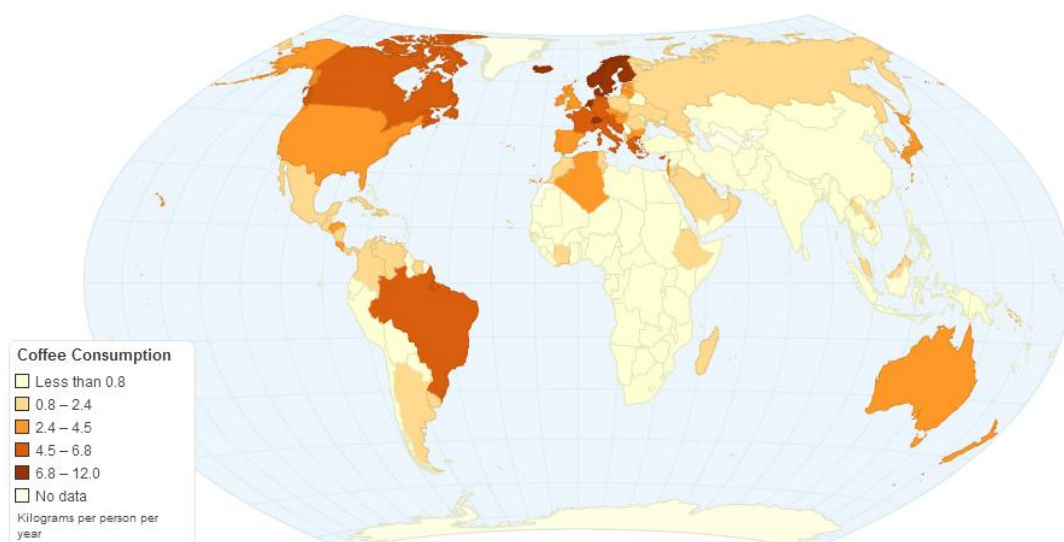 Coffee Consumption
Less than 0.8
0.8 – 2.4
2.4 – 4.5
4.5 – 6.8
6.8 – 12.0
No data
Kilograms per person per
year